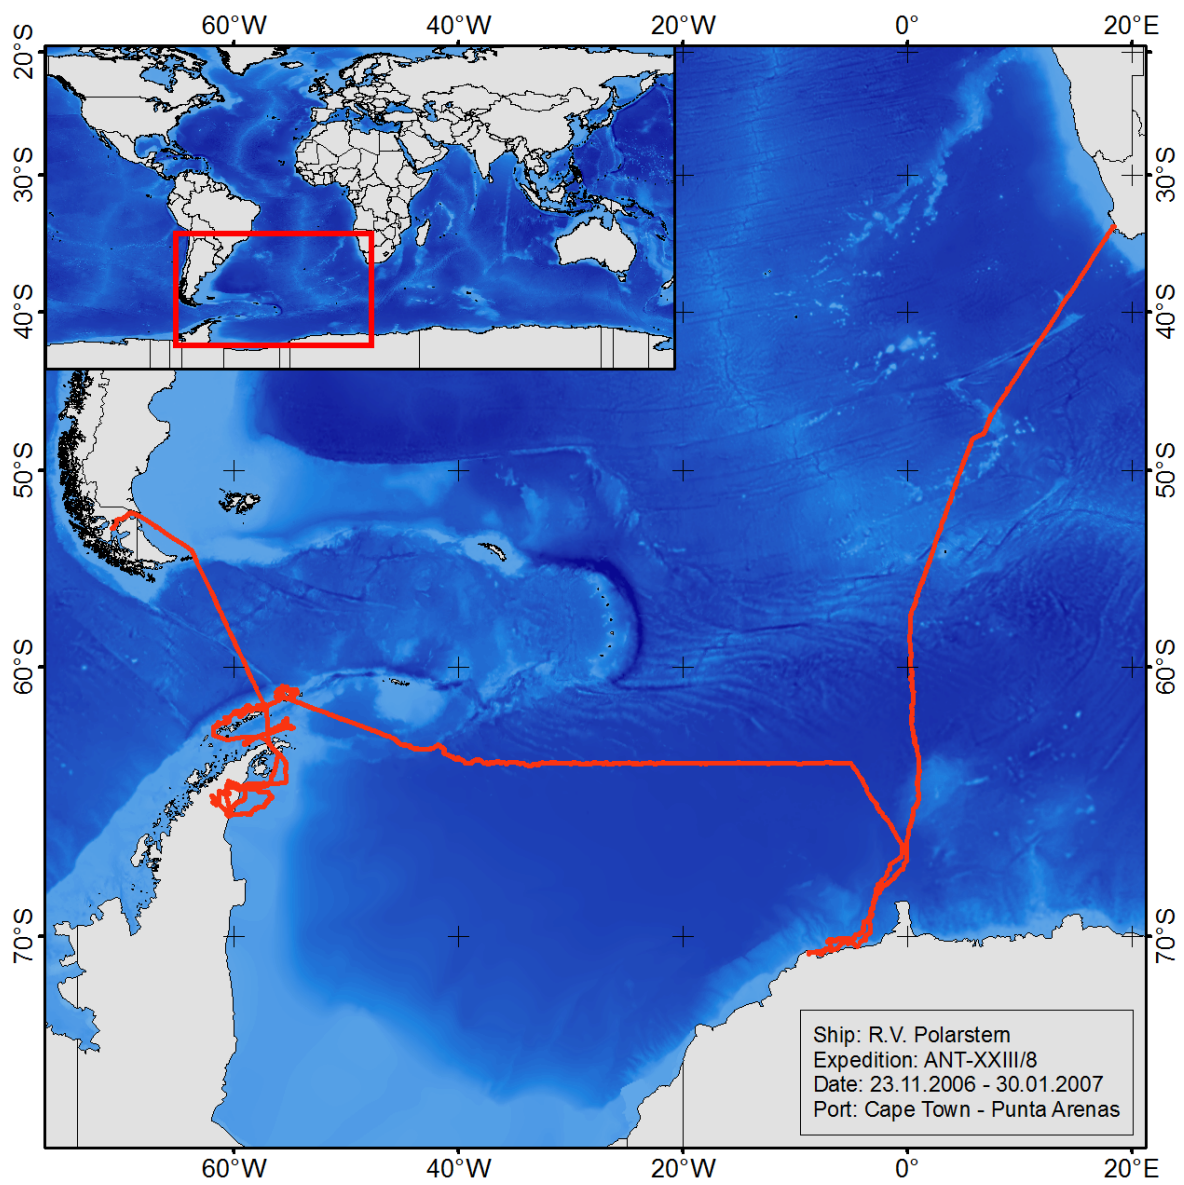 60°W 40°W 20°W 0° 20°E
20°S
30°S 30°S
40°S 40°S
50°S 50°S
60°S 60°S
70°S 70°S
Ship: R.V. Polarstern
Expedition: ANT-XXIII/8
Date: 23.11.2006 - 30.01.2007
Port: Cape Town - Punta Arenas
60°W 40°W 20°W 0° 20°E